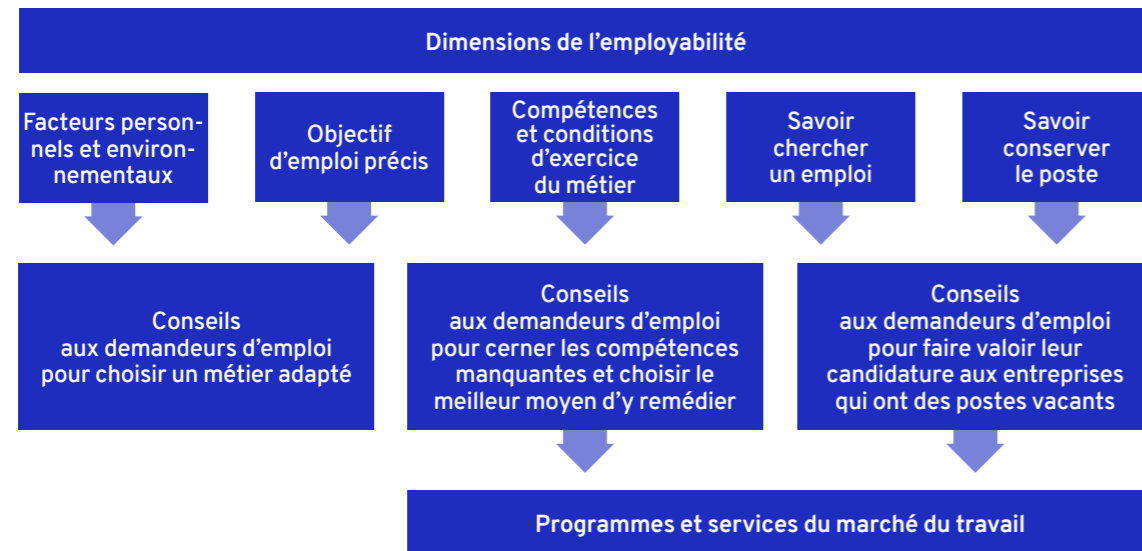 Dimensions de l’employabilité
Facteurs person-
nels et environ-
nementaux
Objectif
d’emploi précis
Compétences
et conditions
d’exercice
du métier
Savoir
chercher
un emploi
Savoir
conserver
le poste
Conseils
aux demandeurs d’emploi
pour choisir un métier adapté
Conseils
aux demandeurs d’emploi
pour cerner les compétences
manquantes et choisir le
meilleur moyen d’y remédier
Conseils
aux demandeurs d’emploi
pour faire valoir leur
candidature aux entreprises
qui ont des postes vacants
Programmes et services du marché du travail